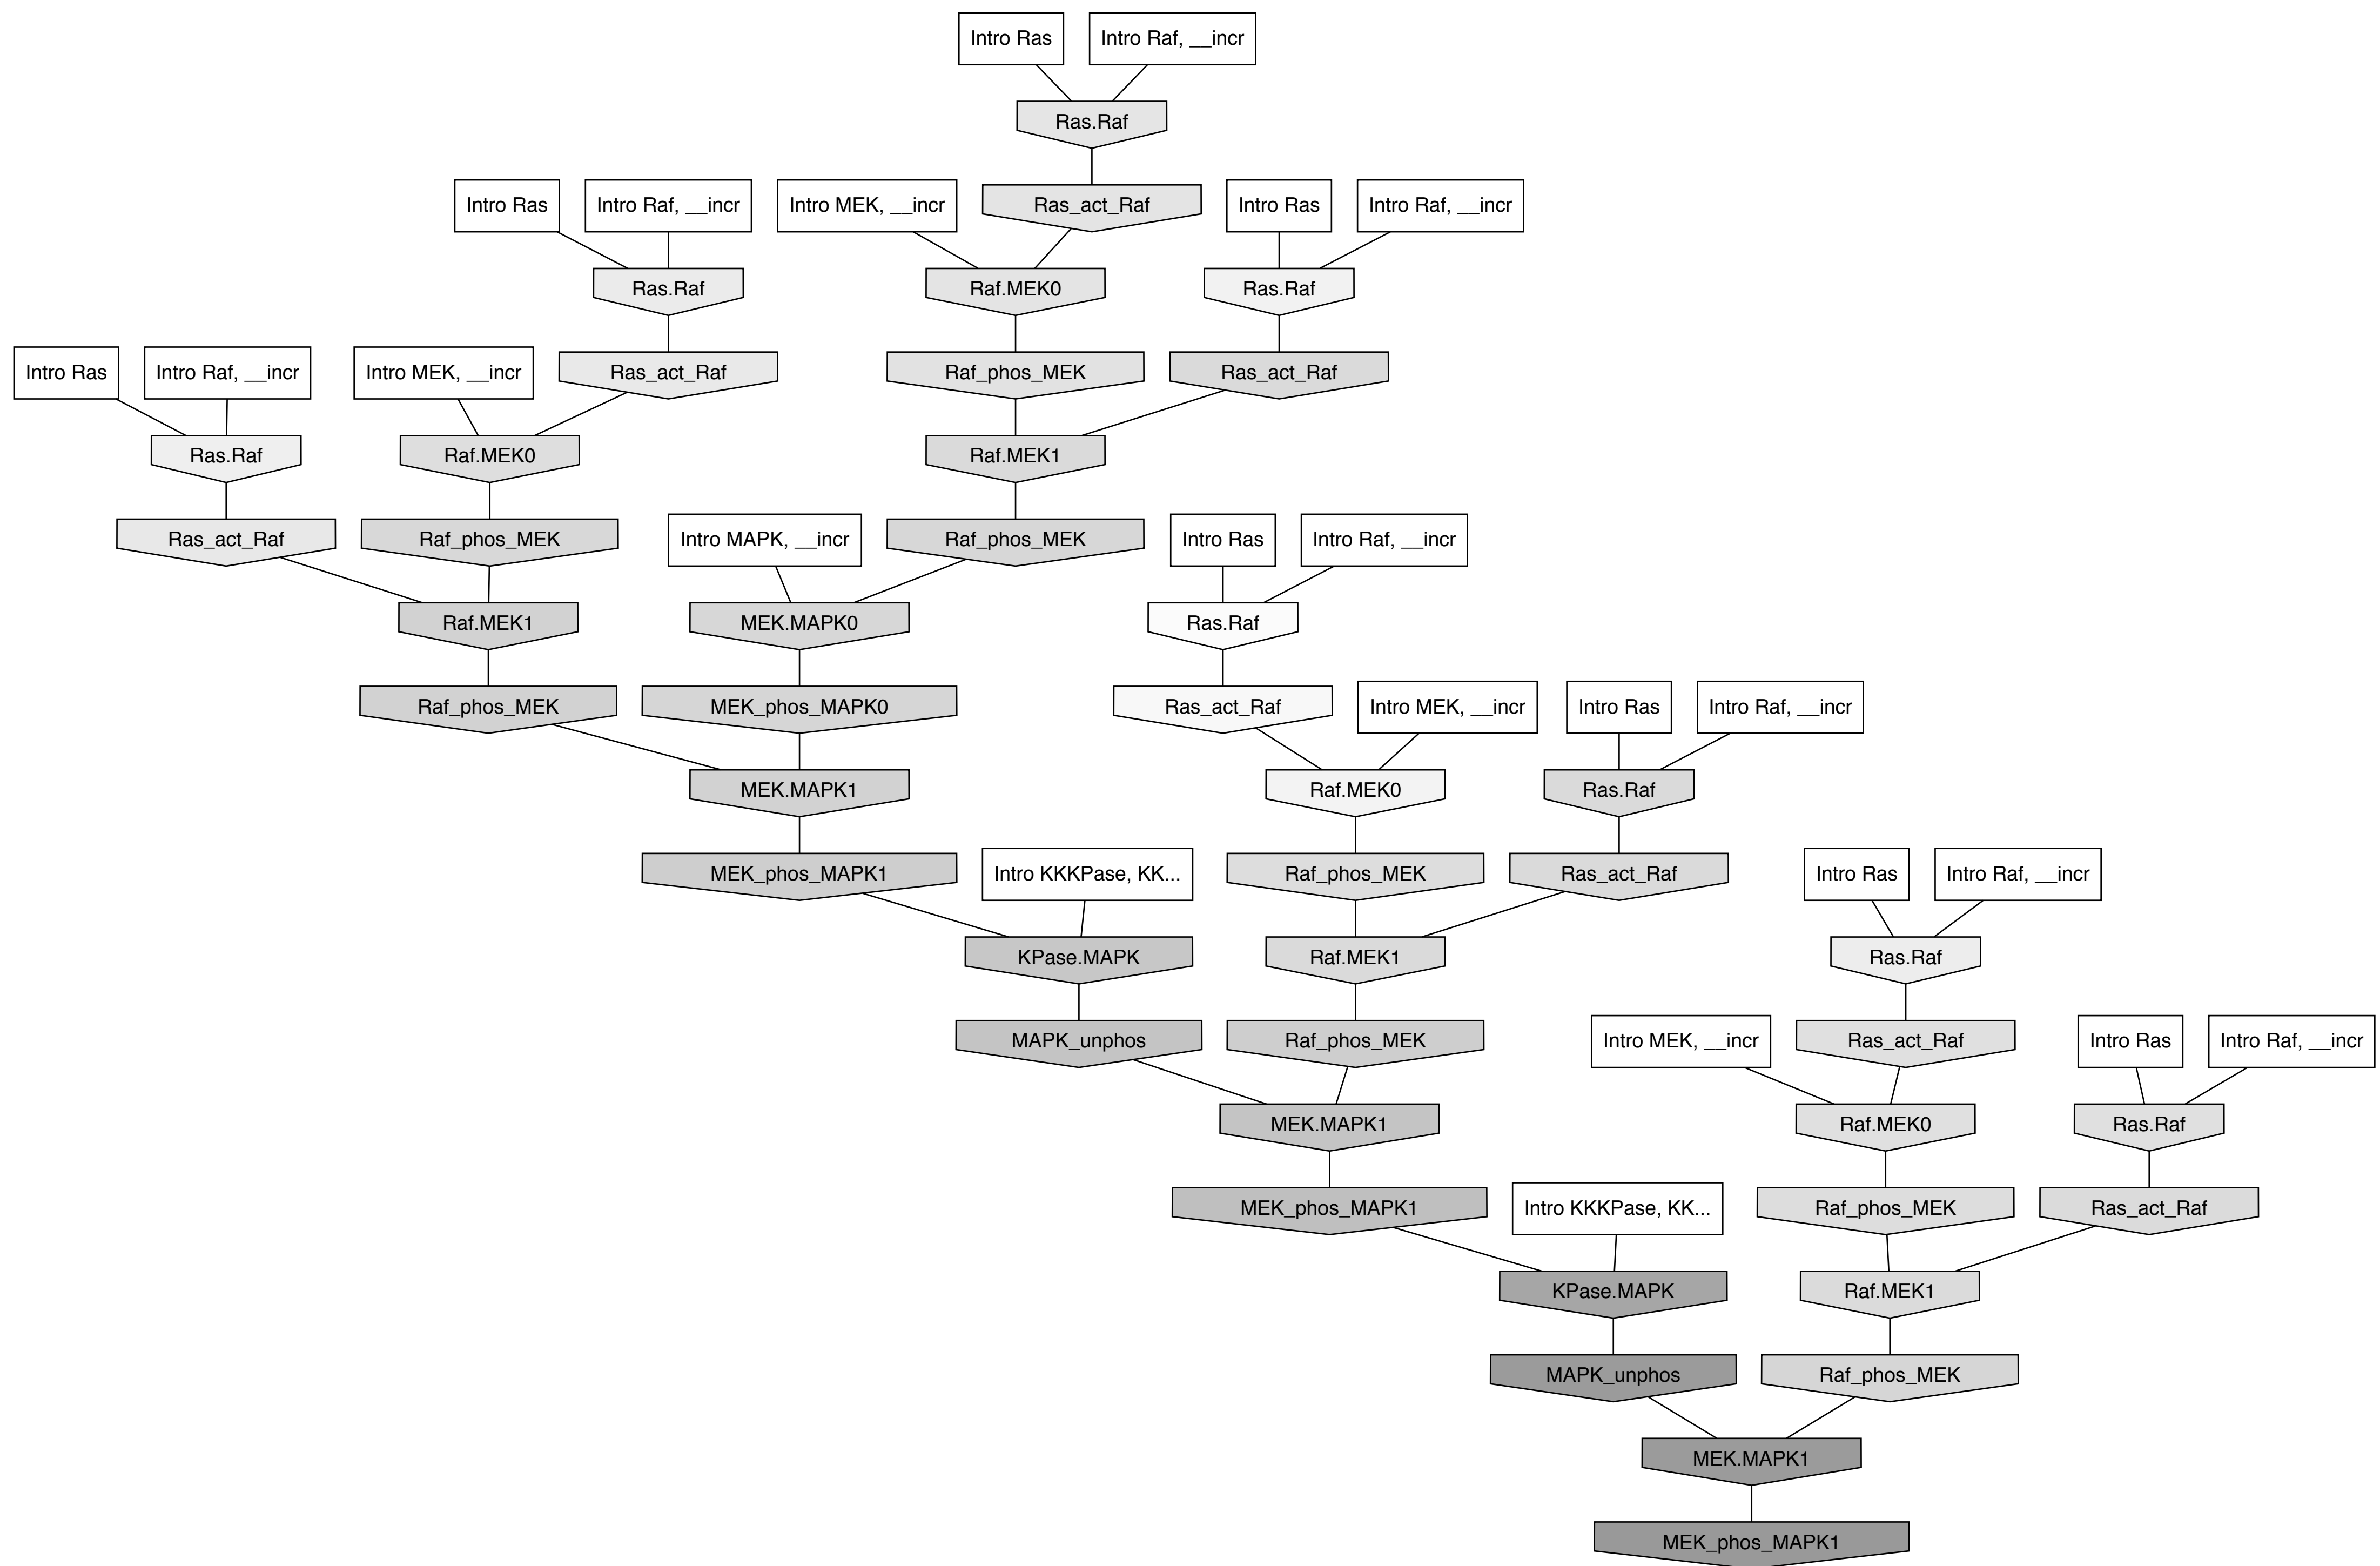 Intro Ras
Intro Raf, __incr
Ras.Raf
Intro Ras
Intro Raf, __incr
Intro MEK, __incr
Ras_act_Raf
Intro Ras
Intro Raf, __incr
Ras.Raf
Raf.MEK0
Ras.Raf
Intro Ras
Intro Raf, __incr
Intro MEK, __incr
Ras_act_Raf
Raf_phos_MEK
Ras_act_Raf
Ras.Raf
Raf.MEK0
Raf.MEK1
Ras_act_Raf
Raf_phos_MEK
Intro MAPK, __incr
Raf_phos_MEK
Intro Ras
Intro Raf, __incr
Raf.MEK1
MEK.MAPK0
Ras.Raf
Raf_phos_MEK
MEK_phos_MAPK0
Ras_act_Raf
Intro MEK, __incr
Intro Ras
Intro Raf, __incr
MEK.MAPK1
Raf.MEK0
Ras.Raf
MEK_phos_MAPK1
Intro KKKPase, KK...
Raf_phos_MEK
Ras_act_Raf
Intro Ras
Intro Raf, __incr
KPase.MAPK
Raf.MEK1
Ras.Raf
MAPK_unphos
Raf_phos_MEK
Intro MEK, __incr
Ras_act_Raf
Intro Ras
Intro Raf, __incr
MEK.MAPK1
Raf.MEK0
Ras.Raf
MEK_phos_MAPK1
Intro KKKPase, KK...
Raf_phos_MEK
Ras_act_Raf
KPase.MAPK
Raf.MEK1
MAPK_unphos
Raf_phos_MEK
MEK.MAPK1
MEK_phos_MAPK1